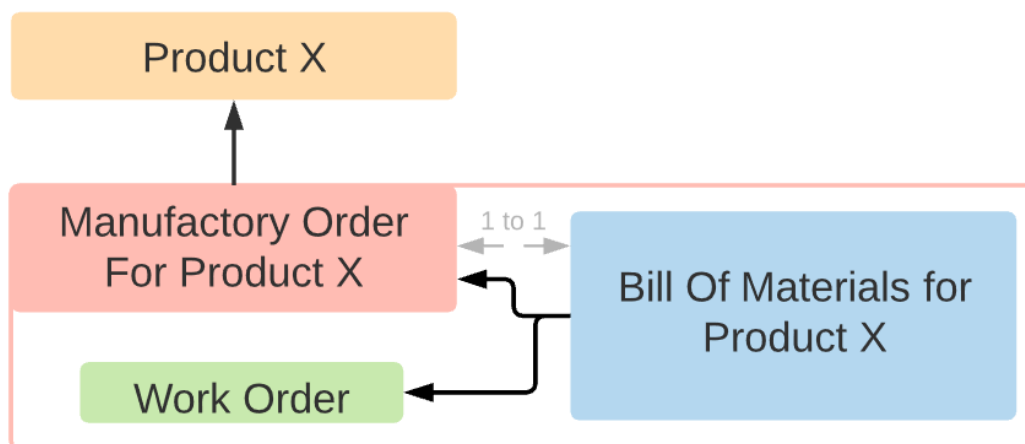 Product X
Manufactory Order
For Product X
1 to 1
Bill Of Materials for
Product X
Work Order